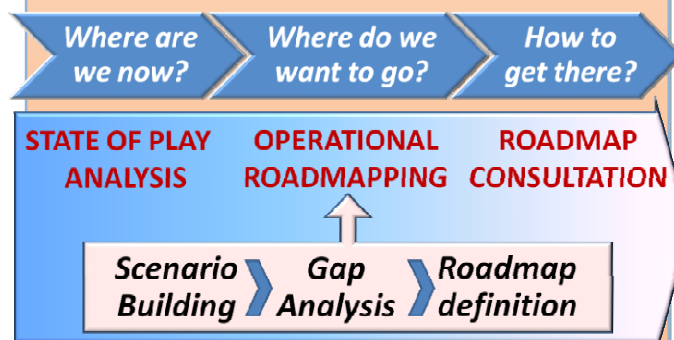 Where are
we now?
Where do we
want to go?
How to
get there?
STATE OF PLAY
ANALYSIS
OPERATIONAL
ROADMAPPING
ROADMAP
CONSULTATION
Scenario
Building
Gap
Analysis
Roadmap
definition